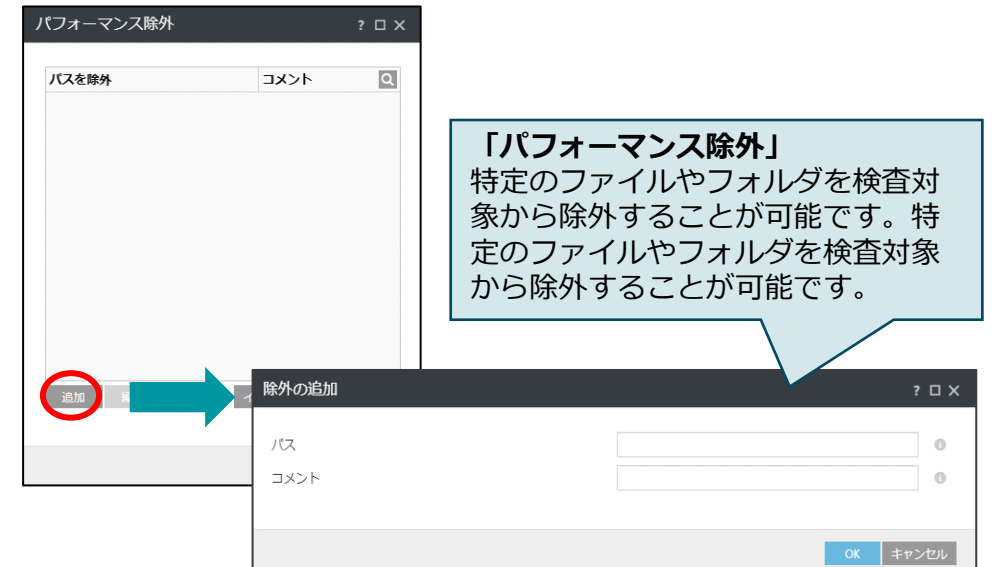 パフォーマンス除外
パスを除外 コメント
「パフォーマンス除外」
特定のファイルやフォルダを検査対
象から除外することが可能です。特
定のファイルやフォルダを検査対象
から除外することが可能です。
追加
除外の追加
パス
コメント
OK キャンセル